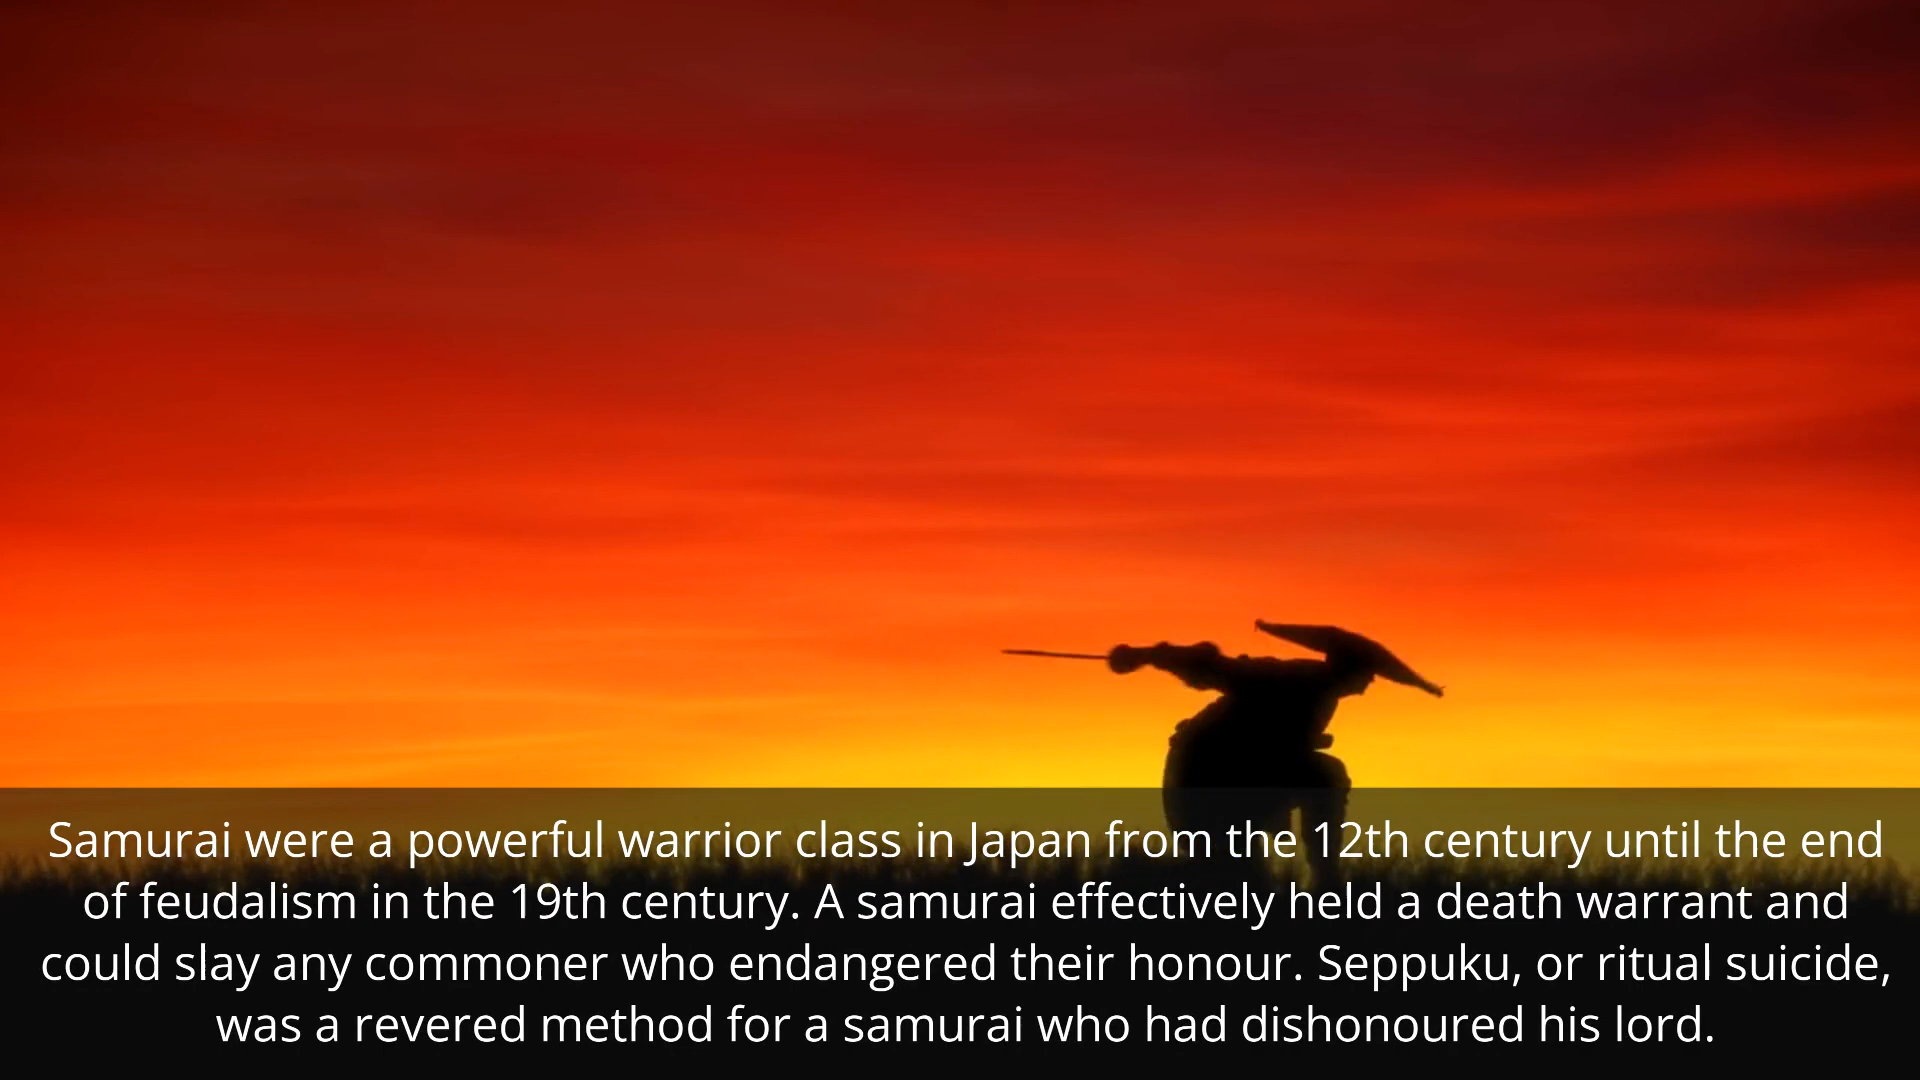 Samurai were a powerful warrior class in Japan from the 12th century until the end
of feudalism in the 19th century. A samurai effectively held a death warrant and
could slay any commoner who endangered their honour. Seppuku, or ritual suicide,
was a revered method for a samurai who had dishonoured his lord.